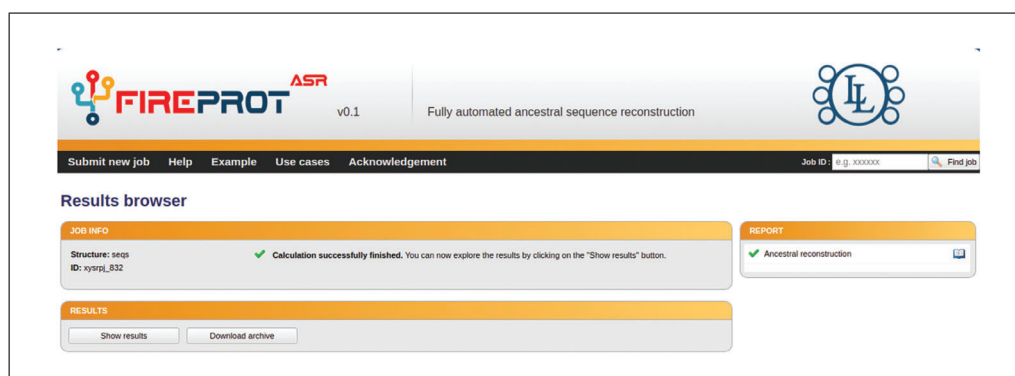 FIREPROT ASR
v0.1
Fully automated ancestral sequence reconstruction
LL
Submit new job Help Example Use cases Acknowledgement Job ID: e.g. xxxxxx Find job
Results browser
JOB INFO
Structure: seqs
ID: xysrpj_832
Calculation successfully finished. You can now explore the results by clicking on the "Show results" button.
REPORT
Ancestral reconstruction
RESULTS
Show results Download archive